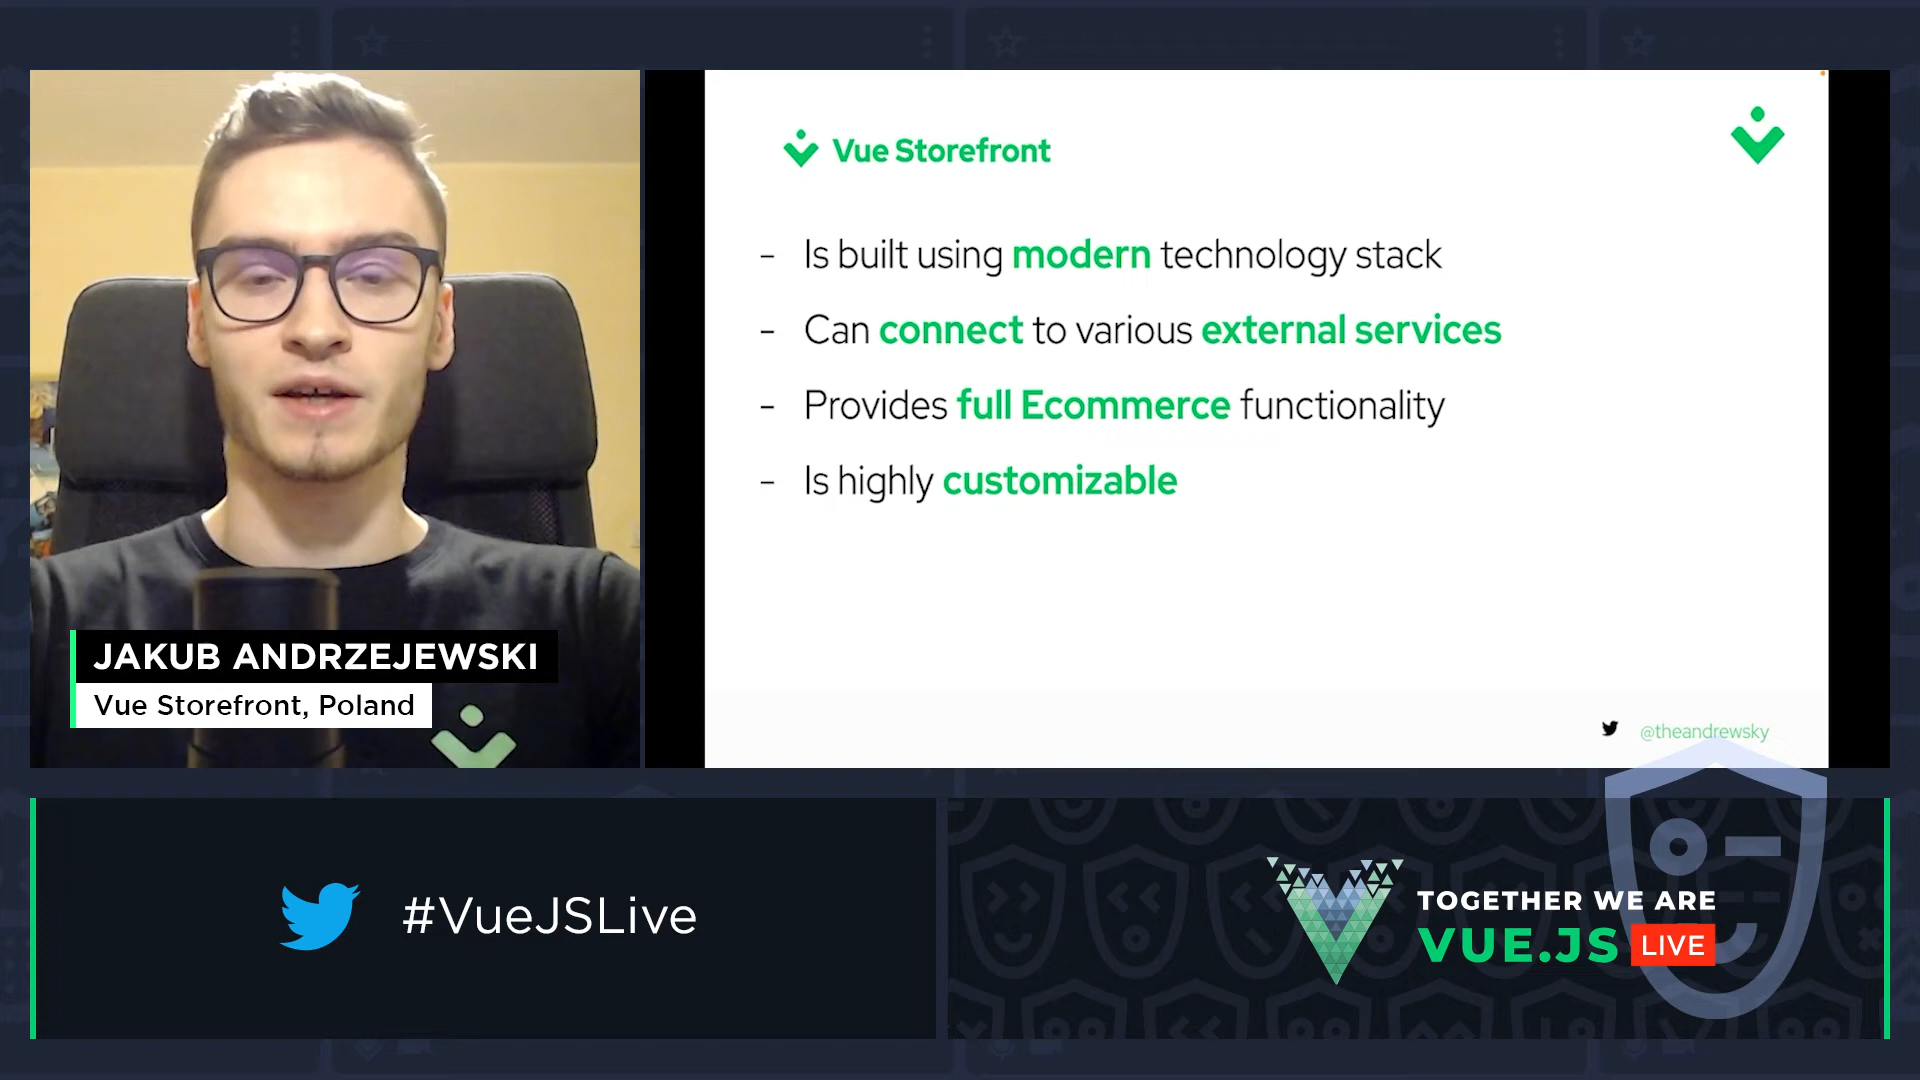 JAKUB ANDRZEJEWSKI
Vue Storefront, Poland
Vue Storefront
- Is built using modern technology stack
- Can connect to various external services
- Provides full Ecommerce functionality
- Is highly customizable
@theandrewsky
#VueJSLive
TOGETHER WE ARE
VUE.JS LIVE